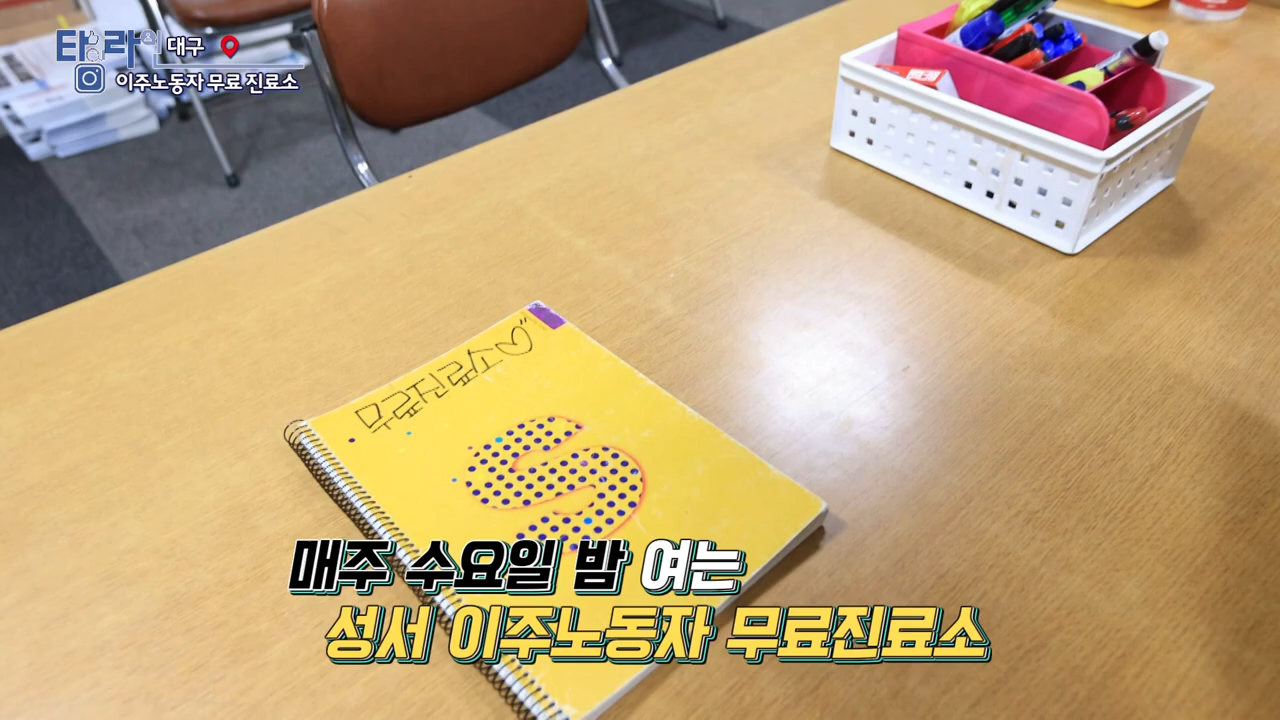 타라의 대구
이주노동자 무료 진료소
무료진료소
S
매주 수요일 밤 여는
성서 이주노동자 무료진료소